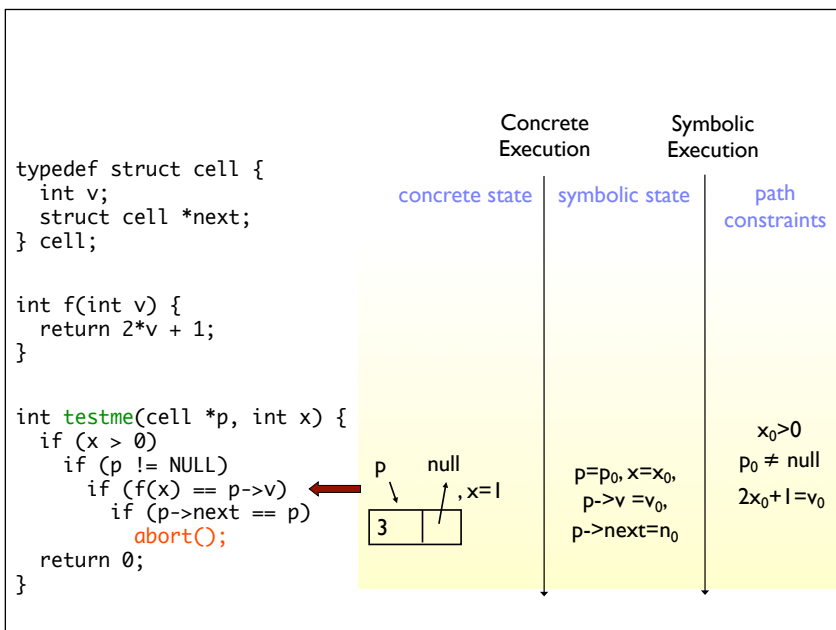 typedef struct cell {
  int v;
  struct cell *next;
} cell;
int f(int v) {
  return 2*v + 1;
}
int testme(cell *p, int x) {
  if (x > 0)
    if (p != NULL)
      if (f(x) == p->v)
        if (p->next == p)
          abort();
  return 0;
}
Concrete
Execution
Symbolic
Execution
concrete state
symbolic state
path
constraints
p
null
3
, x=1
p=p₀, x=x₀,
p->v =v₀,
p->next=n₀
x₀>0
p₀ ≠ null
2x₀+1=v₀